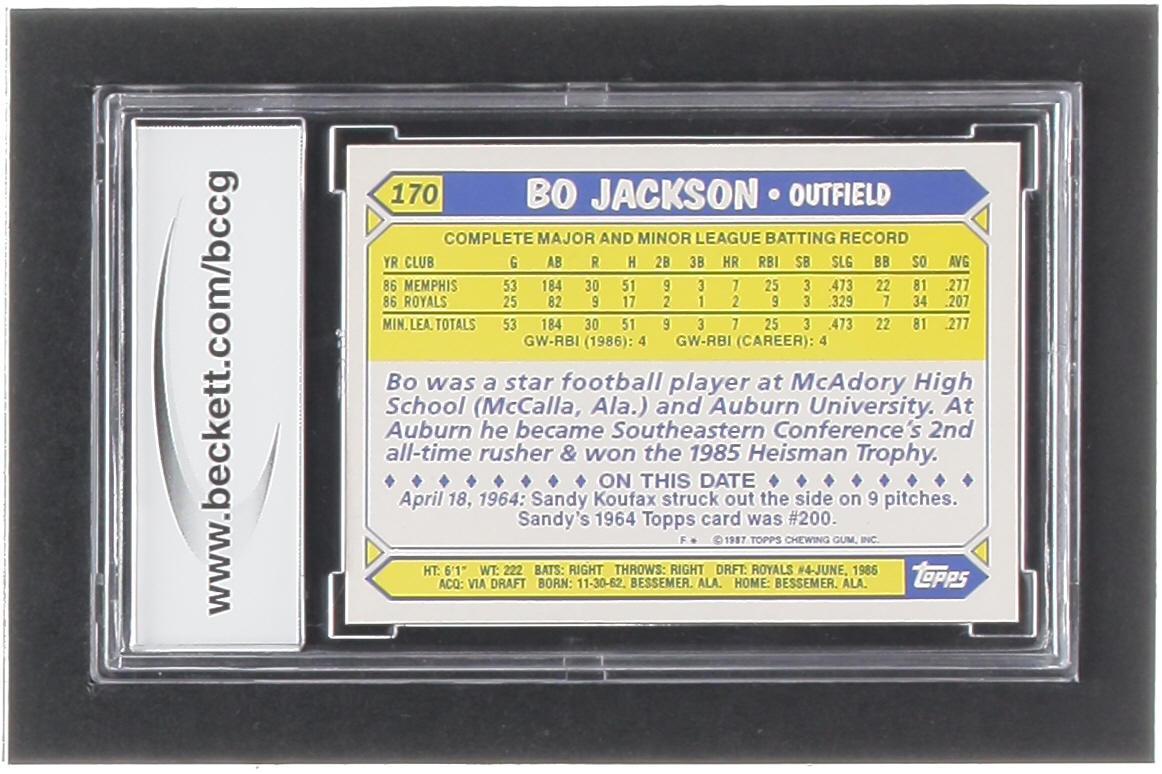 www.beckett.com/bccg
170 BO JACKSON • OUTFIELD
COMPLETE MAJOR AND MINOR LEAGUE BATTING RECORD
YR CLUB G AB R H 2B 3B HR RBI SB SLG BB SO AVG
86 MEMPHIS 53 184 30 51 9 3 7 25 3 .473 22 81 .277
86 ROYALS 25 82 9 17 2 1 2 9 3 .329 7 34 .207
MIN. LEA. TOTALS 53 184 30 51 9 3 7 25 3 .473 22 81 .277
GW-RBI (1986): 4 GW-RBI (CAREER): 4
Bo was a star football player at McAdory High
School (McCalla, Ala.) and Auburn University. At
Auburn he became Southeastern Conference's 2nd
all-time rusher & won the 1985 Heisman Trophy.
♦ ♦ ♦ ♦ ♦ ♦ ♦ ♦ ON THIS DATE ♦ ♦ ♦ ♦ ♦ ♦ ♦ ♦
April 18, 1964: Sandy Koufax struck out the side on 9 pitches.
Sandy's 1964 Topps card was #200.
F * ©1987 TOPPS CHEWING GUM, INC.
HT: 6'1" WT: 222 BATS: RIGHT THROWS: RIGHT DRFT: ROYALS #4-JUNE, 1986
ACQ: VIA DRAFT BORN: 11-30-62, BESSEMER, ALA. HOME: BESSEMER, ALA.
topps